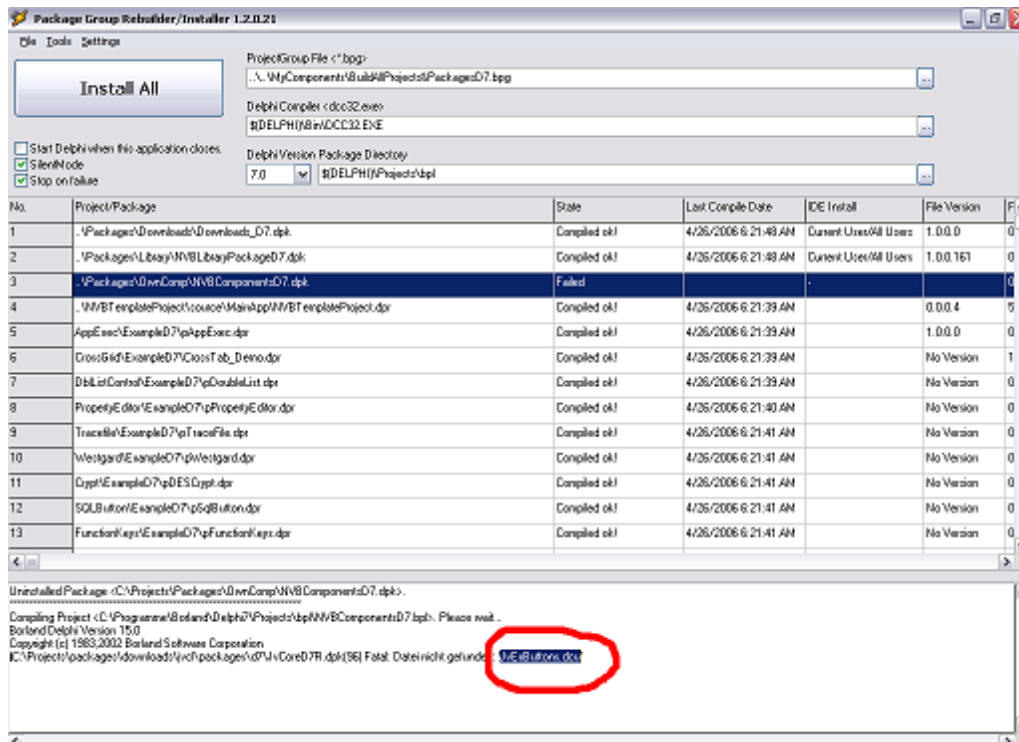 Package Group Rebuilder/Installer 1.2.0.21
File Tools Settings
ProjectGroup File <*.bpg>
Install All
..\..\MyComponents\BuildAllProjects\PackagesD7.bpg
...
Delphi Compiler <dcc32.exe>
$(DELPHI)\Bin\DCC32.EXE
...
Start Delphi when this application closes.
SilentMode
Stop on failure
Delphi Version Package Directory
7.0
$(DELPHI)\Projects\bpl
...
No. Project/Package State Last Compile Date IDE Install File Version
1 ..\Packages\Downloads\Downloads_D7.dpk Compiled ok! 4/26/2006 6:21:48 AM Current User/All Users 1.0.0.0 0
2 ..\Packages\Library\NVBLibraryPackageD7.dpk Compiled ok! 4/26/2006 6:21:48 AM Current User/All Users 1.0.0.161 0
3 ..\Packages\OwnComp\NVBComponentsD7.dpk Failed - 0
4 ..\NVBTemplateProject\source\MainApp\NVBTemplateProject.dpr Compiled ok! 4/26/2006 6:21:39 AM 0.0.0.4 5
5 AppExec\ExampleD7\pAppExec.dpr Compiled ok! 4/26/2006 6:21:39 AM 1.0.0.0 0
6 CrossGrid\ExampleD7\CrossTab_Demo.dpr Compiled ok! 4/26/2006 6:21:39 AM No Version 1
7 DblListControl\ExampleD7\pDoubleList.dpr Compiled ok! 4/26/2006 6:21:39 AM No Version 0
8 PropertyEditor\ExampleD7\pPropertyEditor.dpr Compiled ok! 4/26/2006 6:21:40 AM No Version 0
9 Tracefile\ExampleD7\pTraceFile.dpr Compiled ok! 4/26/2006 6:21:41 AM No Version 0
10 Westgard\ExampleD7\pWestgard.dpr Compiled ok! 4/26/2006 6:21:41 AM No Version 0
11 Crypt\ExampleD7\pDESCrypt.dpr Compiled ok! 4/26/2006 6:21:41 AM No Version 0
12 SQLButton\ExampleD7\pSqlButton.dpr Compiled ok! 4/26/2006 6:21:41 AM No Version 0
13 FunctionKeys\ExampleD7\pFunctionKeys.dpr Compiled ok! 4/26/2006 6:21:41 AM No Version 0
Uninstalled Package <C:\Projects\Packages\OwnComp\NVBComponentsD7.dpk>.
Compiling Project <C:\Programme\Borland\Delphi7\Projects\bpl\NVBComponentsD7.bpl>. Please wait...
Borland Delphi Version 15.0
Copyright (c) 1983,2002 Borland Software Corporation
C:\Projects\packages\downloads\jvcl\packages\d7\JvCoreD7R.dpk(96) Fatal: Datei nicht gefunden: 'JvExButtons.dcu'